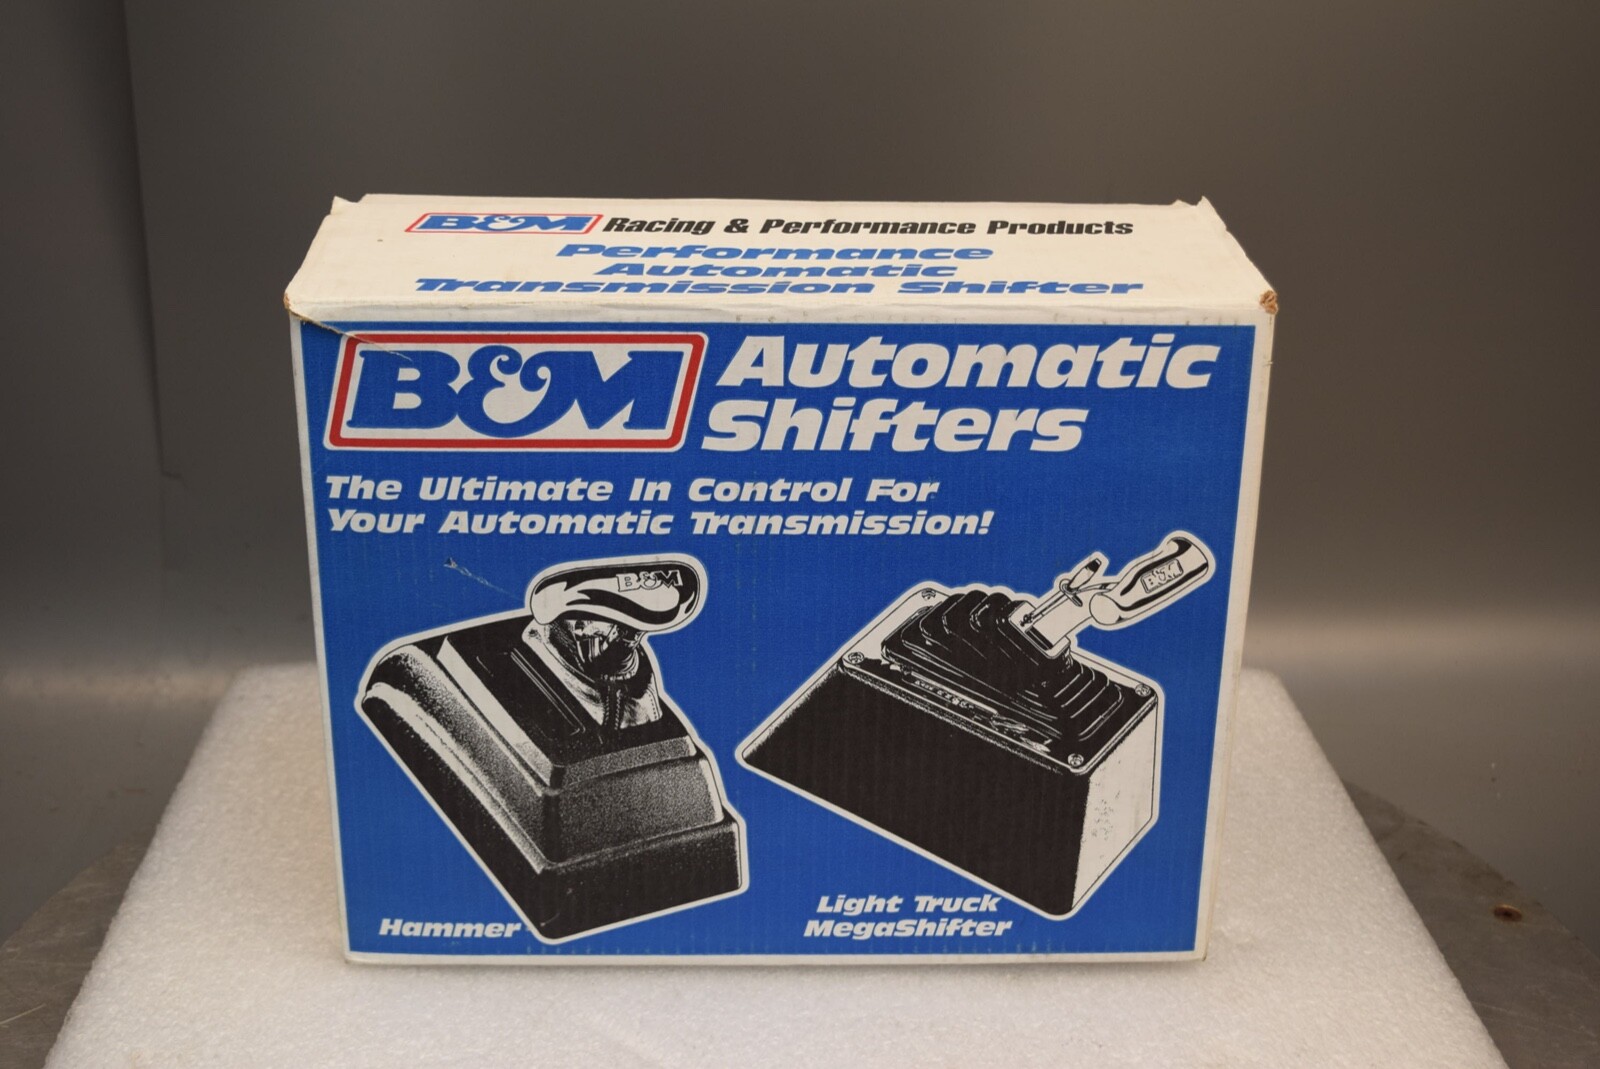 B&M Racing & Performance Products
Performance
Automatic
Transmission Shifter
B&M Automatic
Shifters
The Ultimate In Control For
Your Automatic Transmission!
B&M
B&M
Hammer
Light Truck
MegaShifter